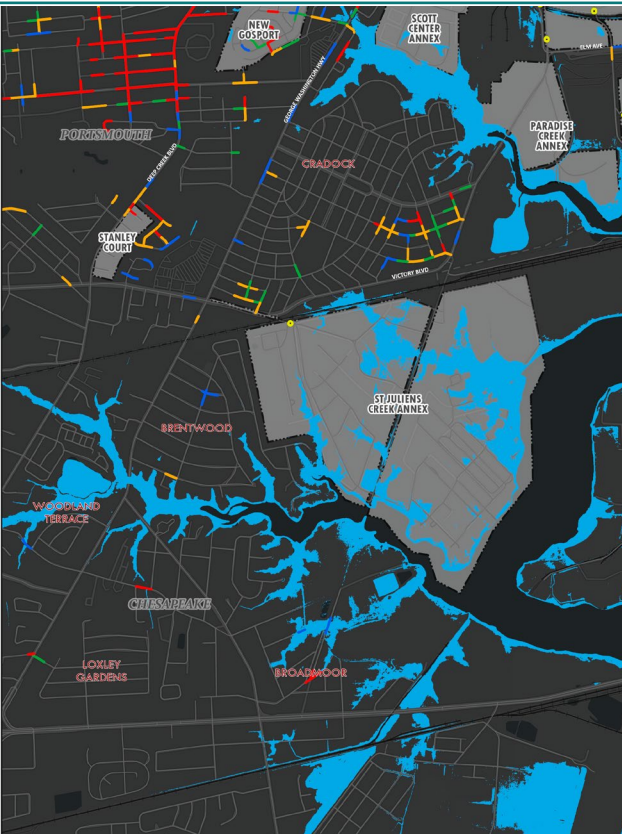 NEW
GOSPORT
SCOTT
CENTER
ANNEX
ELM AVE
GEORGE WASHINGTON HWY
PARADISE
CREEK
ANNEX
PORTSMOUTH
DEEP CREEK BLVD
CRADOCK
STANLEY
COURT
VICTORY BLVD
ST JULIENS
CREEK ANNEX
BRENTWOOD
WOODLAND
TERRACE
CHESAPEAKE
LOXLEY
GARDENS
BROADMOOR